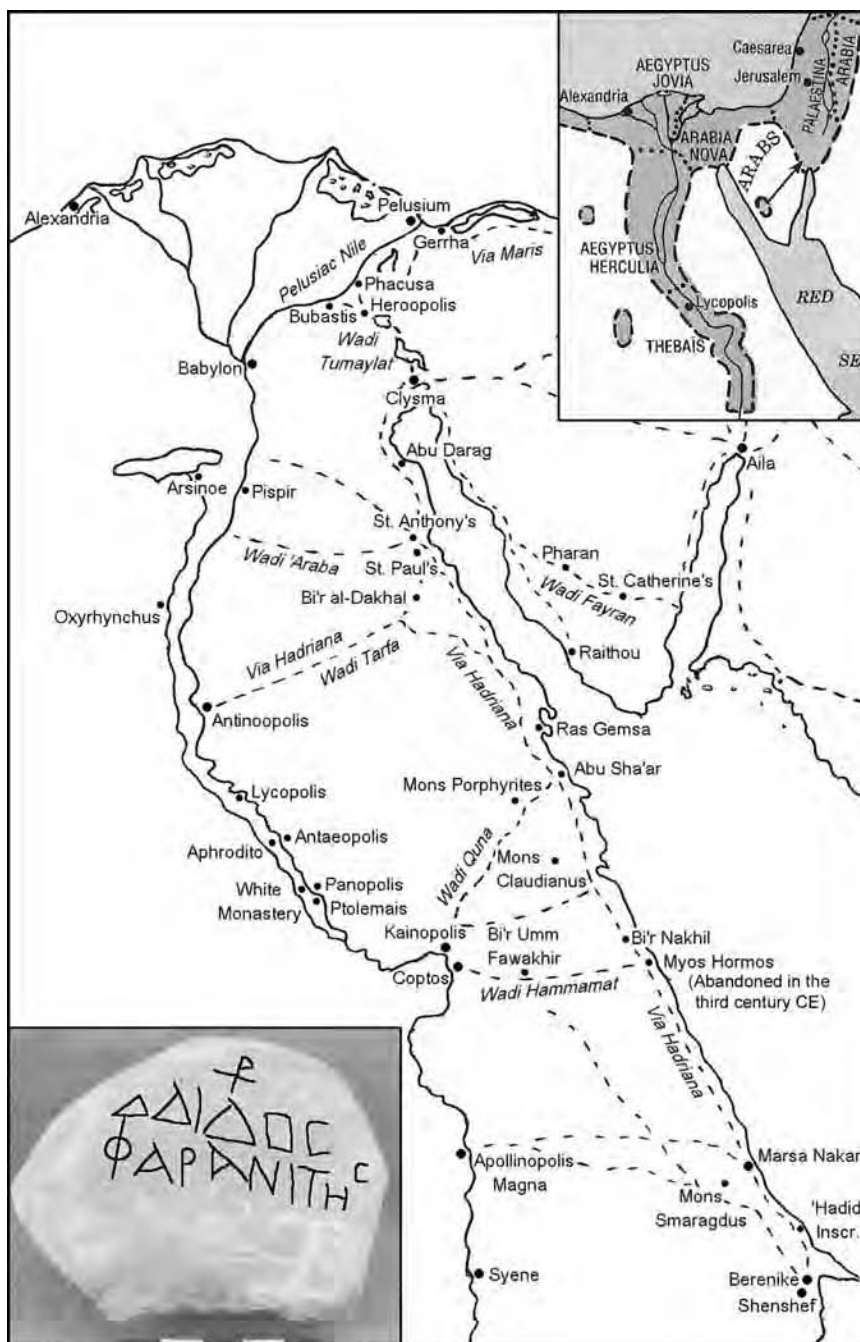 Caesarea
AEGYPTUS
JOVIA
Jerusalem
Alexandria
PALAESTINA
ARABIA
ARABIA
NOVA
ARABS
AEGYPTUS
HERCULIA
Lycopolis
THEBAIS
RED
SE
Alexandria
Pelusium
Gerrha
Via Maris
Pelusiac Nile
Phacusa
Bubastis
Heroopolis
Wadi
Tumaylat
Babylon
Clysma
Abu Darag
Aila
Arsinoe
Pispir
St. Anthony's
Wadi 'Araba
St. Paul's
Pharan
St. Catherine's
Wadi Fayran
Bi'r al-Dakhal
Oxyrhynchus
Via Hadriana
Wadi Tarfa
Raithou
Via Hadriana
Antinoopolis
Ras Gemsa
Abu Sha'ar
Mons Porphyrites
Lycopolis
Antaeopolis
Aphrodito
Wadi Quna
Mons
Claudianus
White
Monastery
Panopolis
Ptolemais
Kainopolis
Bi'r Umm
Fawakhir
Bi'r Nakhil
Coptos
Myos Hormos
(Abandoned in the
third century CE)
Wadi Hammamat
Via Hadriana
⳨
ΔΔΙΔΟC
ΦΑΡΑΝΙΤΗC
Apollinopolis
Magna
Marsa Nakari
Mons
Smaragdus
'Hadid
Inscr.
Syene
Berenike
Shenshef